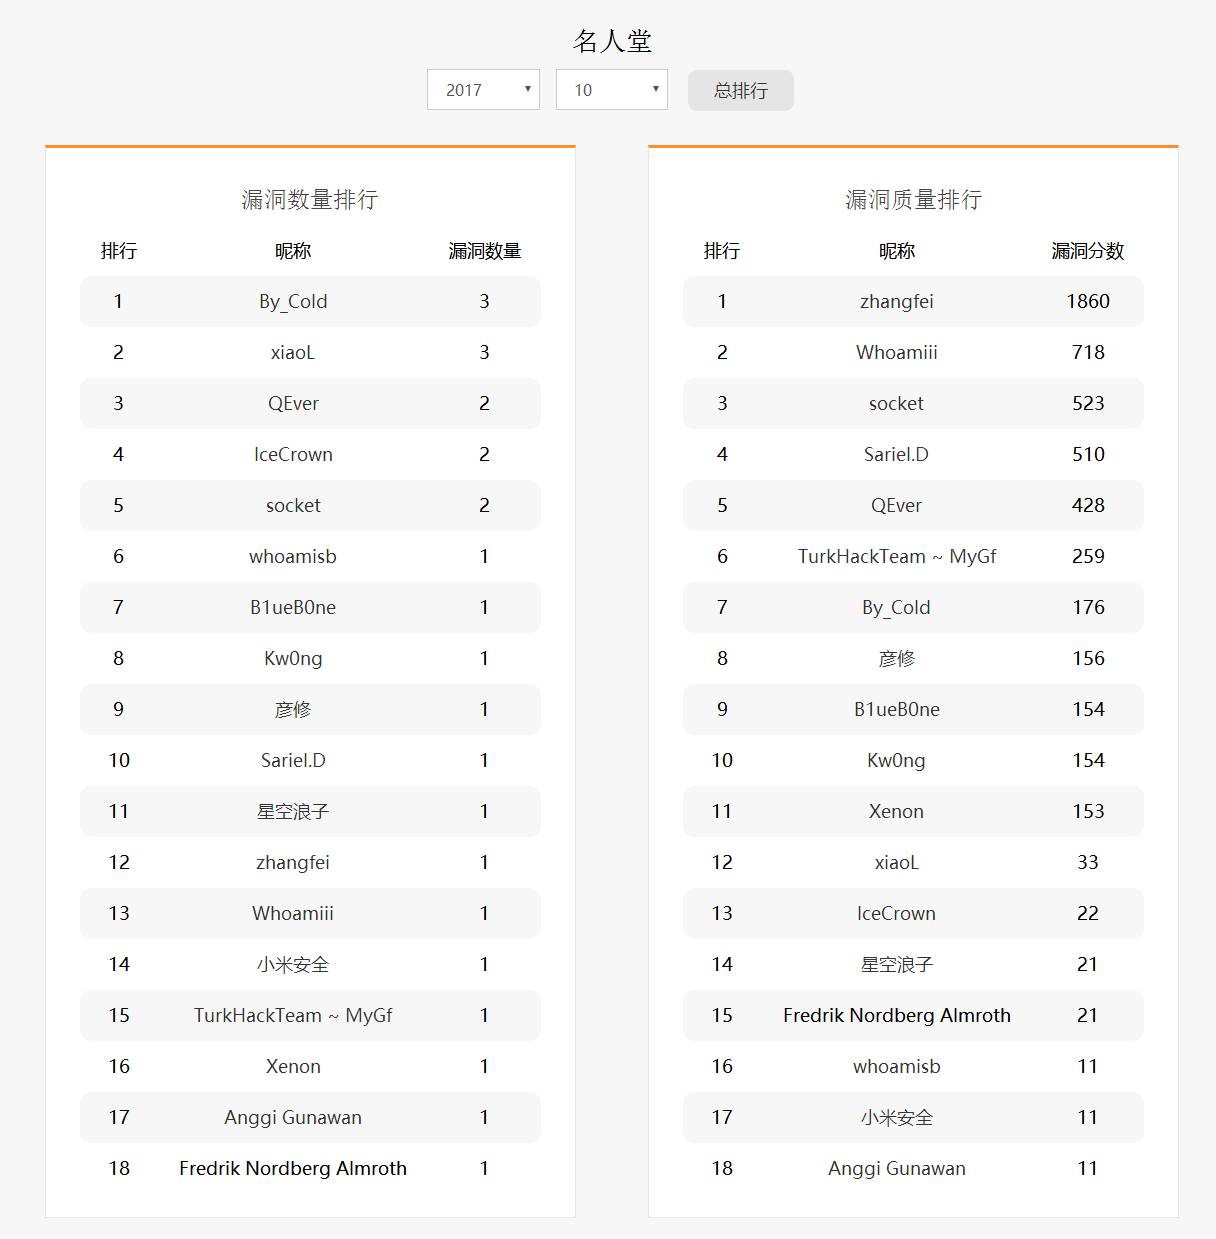 名人堂
2017 10 总排行
漏洞数量排行
排行 昵称 漏洞数量
1 By_Cold 3
2 xiaoL 3
3 QEver 2
4 IceCrown 2
5 socket 2
6 whoamisb 1
7 B1ueB0ne 1
8 Kw0ng 1
9 彦修 1
10 Sariel.D 1
11 星空浪子 1
12 zhangfei 1
13 Whoamiii 1
14 小米安全 1
15 TurkHackTeam ~ MyGf 1
16 Xenon 1
17 Anggi Gunawan 1
18 Fredrik Nordberg Almroth 1
漏洞质量排行
排行 昵称 漏洞分数
1 zhangfei 1860
2 Whoamiii 718
3 socket 523
4 Sariel.D 510
5 QEver 428
6 TurkHackTeam ~ MyGf 259
7 By_Cold 176
8 彦修 156
9 B1ueB0ne 154
10 Kw0ng 154
11 Xenon 153
12 xiaoL 33
13 IceCrown 22
14 星空浪子 21
15 Fredrik Nordberg Almroth 21
16 whoamisb 11
17 小米安全 11
18 Anggi Gunawan 11